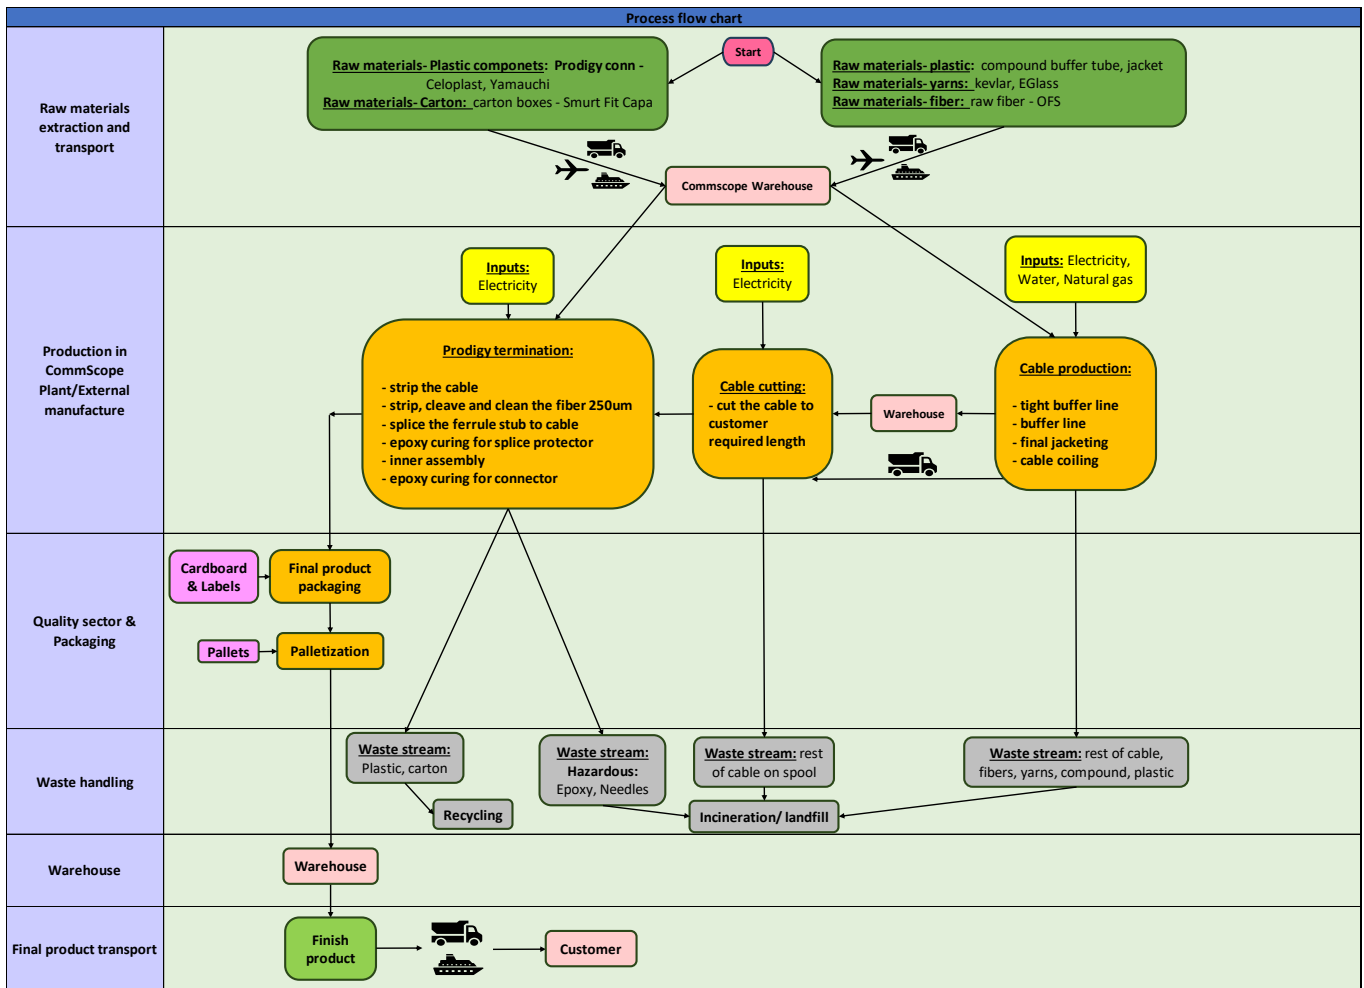 Process flow chart
Raw materials
extraction and
transport
Start
Raw materials- Plastic componets: Prodigy conn -
Celoplast, Yamauchi
Raw materials- Carton: carton boxes - Smurt Fit Capa
Raw materials- plastic: compound buffer tube, jacket
Raw materials- yarns: kevlar, EGlass
Raw materials- fiber: raw fiber - OFS
Commscope Warehouse
Production in
CommScope
Plant/External
manufacture
Inputs:
Electricity
Inputs:
Electricity
Inputs: Electricity,
Water, Natural gas
Prodigy termination:
- strip the cable
- strip, cleave and clean the fiber 250um
- splice the ferrule stub to cable
- epoxy curing for splice protector
- inner assembly
- epoxy curing for connector
Cable cutting:
- cut the cable to
customer
required length
Warehouse
Cable production:
- tight buffer line
- buffer line
- final jacketing
- cable coiling
Quality sector &
Packaging
Cardboard
& Labels
Final product
packaging
Pallets
Palletization
Waste handling
Waste stream:
Plastic, carton
Recycling
Waste stream:
Hazardous:
Epoxy, Needles
Waste stream: rest
of cable on spool
Waste stream: rest of cable,
fibers, yarns, compound, plastic
Incineration/ landfill
Warehouse
Warehouse
Final product transport
Finish
product
Customer